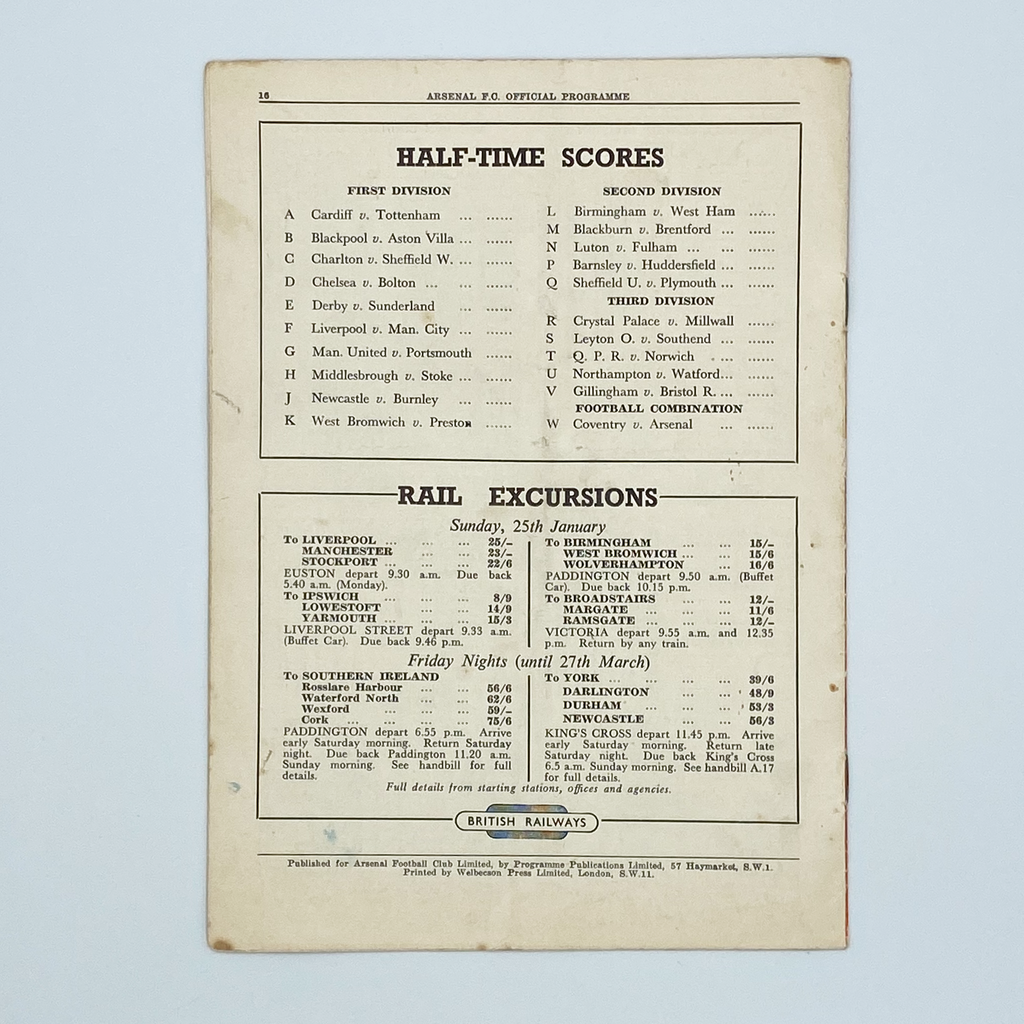 16
ARSENAL F.C. OFFICIAL PROGRAMME
HALF-TIME SCORES
FIRST DIVISION
A Cardiff v. Tottenham ... ......
B Blackpool v. Aston Villa ... ......
C Charlton v. Sheffield W. ... ......
D Chelsea v. Bolton ... ... ......
E Derby v. Sunderland ... ......
F Liverpool v. Man. City ... ......
G Man. United v. Portsmouth ......
H Middlesbrough v. Stoke ... ......
J Newcastle v. Burnley ... ......
K West Bromwich v. Preston ......
SECOND DIVISION
L Birmingham v. West Ham ......
M Blackburn v. Brentford ... ......
N Luton v. Fulham ... ... ......
P Barnsley v. Huddersfield ... ......
Q Sheffield U. v. Plymouth ... ......
THIRD DIVISION
R Crystal Palace v. Millwall ......
S Leyton O. v. Southend ... ......
T Q. P. R. v. Norwich ... ......
U Northampton v. Watford... ......
V Gillingham v. Bristol R. ... ......
FOOTBALL COMBINATION
W Coventry v. Arsenal ... ......
RAIL EXCURSIONS
Sunday, 25th January
To LIVERPOOL ... ... ... 25/-
MANCHESTER ... ... 23/-
STOCKPORT ... ... ... 22/6
EUSTON depart 9.30 a.m. Due back
5.40 a.m. (Monday).
To IPSWICH ... ... ... 8/9
LOWESTOFT ... ... 14/9
YARMOUTH ... ... ... 15/3
LIVERPOOL STREET depart 9.33 a.m.
(Buffet Car). Due back 9.46 p.m.
To BIRMINGHAM ... ... 15/-
WEST BROMWICH ... ... 15/6
WOLVERHAMPTON ... 16/6
PADDINGTON depart 9.50 a.m. (Buffet
Car). Due back 10.15 p.m.
To BROADSTAIRS ... ... 12/-
MARGATE ... ... ... 11/6
RAMSGATE ... ... ... 12/-
VICTORIA depart 9.55 a.m. and 12.35
p.m. Return by any train.
Friday Nights (until 27th March)
To SOUTHERN IRELAND
Rosslare Harbour ... ... 56/6
Waterford North ... ... 62/6
Wexford ... ... ... 59/-
Cork ... ... ... ... 75/6
PADDINGTON depart 6.55 p.m. Arrive
early Saturday morning. Return Saturday
night. Due back Paddington 11.20 a.m.
Sunday morning. See handbill for full
details.
To YORK ... ... ... ... 39/6
DARLINGTON ... ... 48/9
DURHAM ... ... ... 53/3
NEWCASTLE ... ... 56/3
KING'S CROSS depart 11.45 p.m. Arrive
early Saturday morning. Return late
Saturday night. Due back King's Cross
6.5 a.m. Sunday morning. See handbill A.17
for full details.
Full details from starting stations, offices and agencies.
BRITISH RAILWAYS
Published for Arsenal Football Club Limited, by Programme Publications Limited, 57 Haymarket, S.W.1.
Printed by Welbecson Press Limited, London, S.W.11.